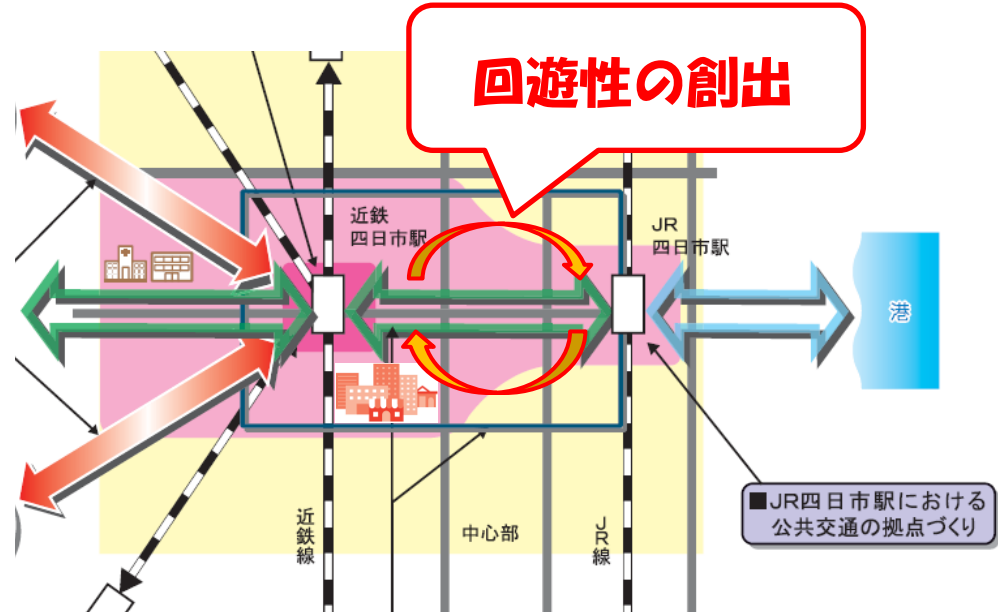 回遊性の創出
近鉄
四日市駅
JR
四日市駅
港
■JR四日市駅における
公共交通の拠点づくり
近鉄線
中心部
JR線